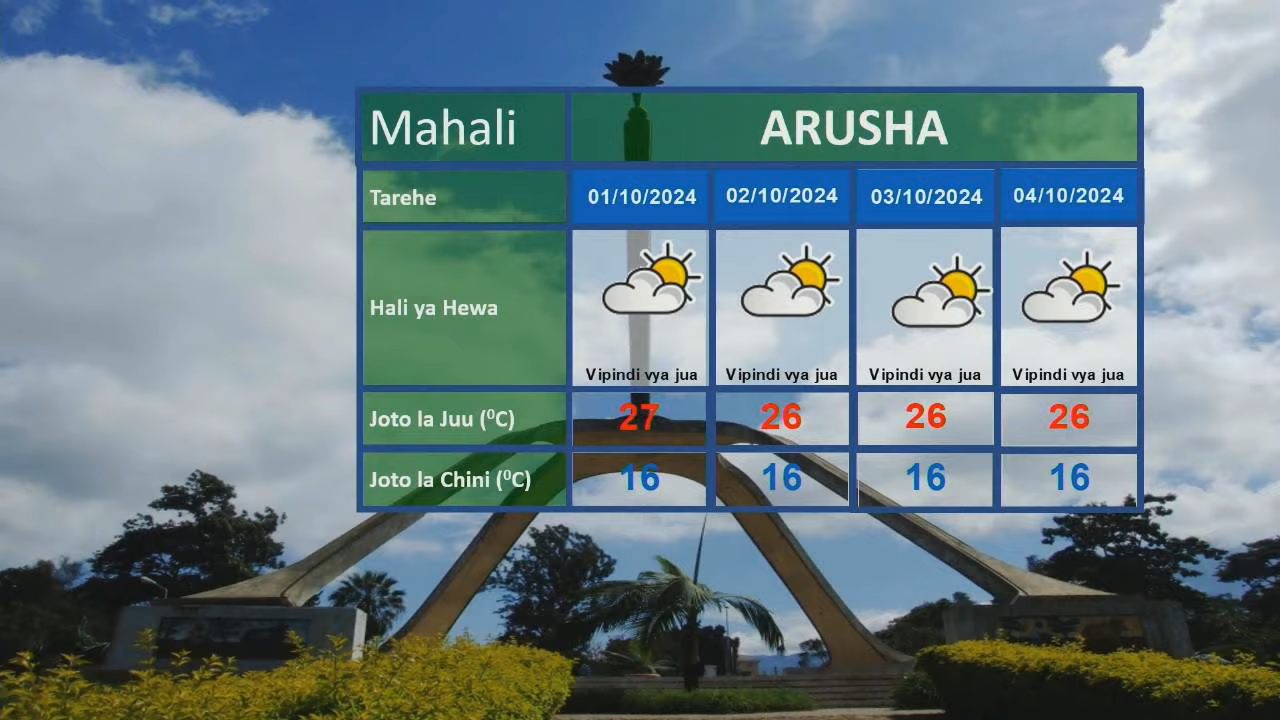 Mahali ARUSHA
Tarehe 01/10/2024 02/10/2024 03/10/2024 04/10/2024
Hali ya Hewa
Vipindi vya jua Vipindi vya jua Vipindi vya jua Vipindi vya jua
Joto la Juu (⁰C) 27 26 26 26
Joto la Chini (⁰C) 16 16 16 16